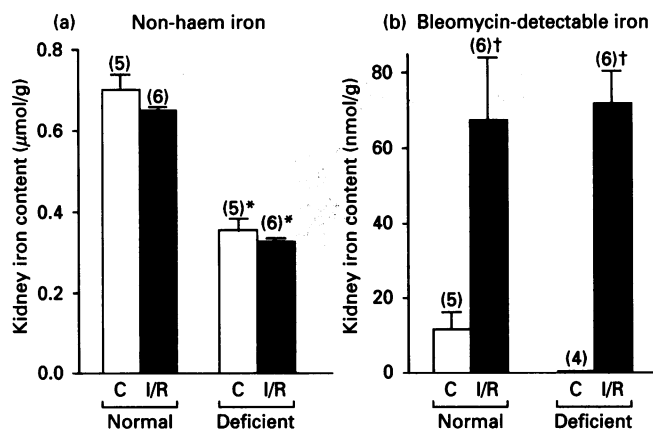 (a) Non-haem iron
Kidney iron content (μmol/g)
0.8
0.6
0.4
0.2
0.0
(5)
(6)
(5)*
(6)*
C I/R C I/R
Normal Deficient
(b) Bleomycin-detectable iron
Kidney iron content (nmol/g)
80
60
40
20
0
(5)
(6)†
(4)
(6)†
C I/R C I/R
Normal Deficient